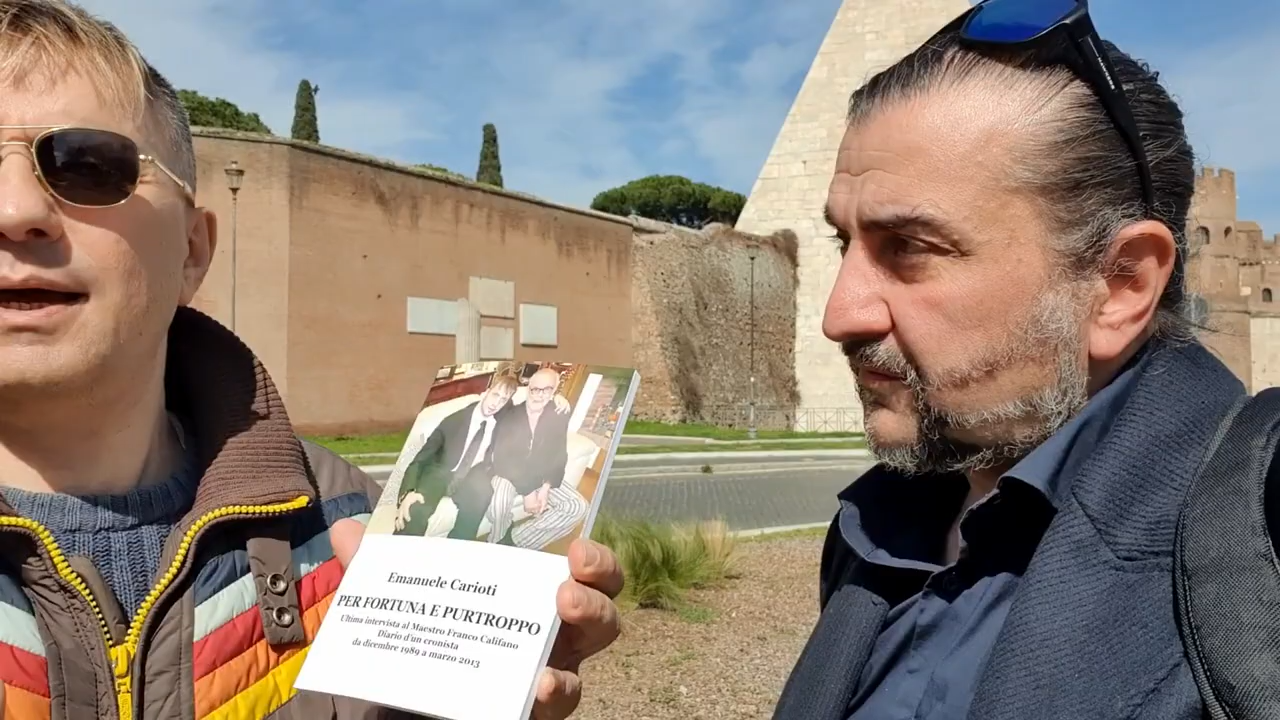 Emanuele Carioti
PER FORTUNA E PURTROPPO
Ultima intervista al Maestro Franco Califano
Diario d'un cronista
da dicembre 1989 a marzo 2013